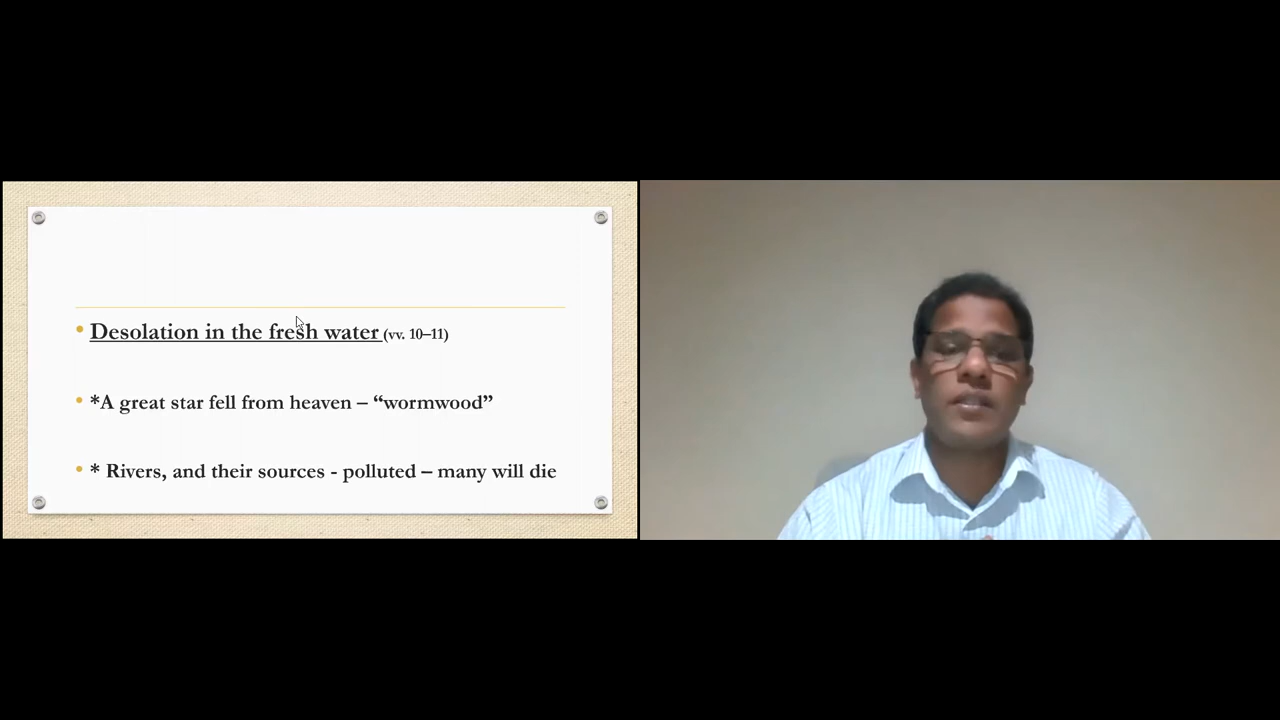 • Desolation in the fresh water (vv. 10–11)
• *A great star fell from heaven – “wormwood”
• * Rivers, and their sources - polluted – many will die